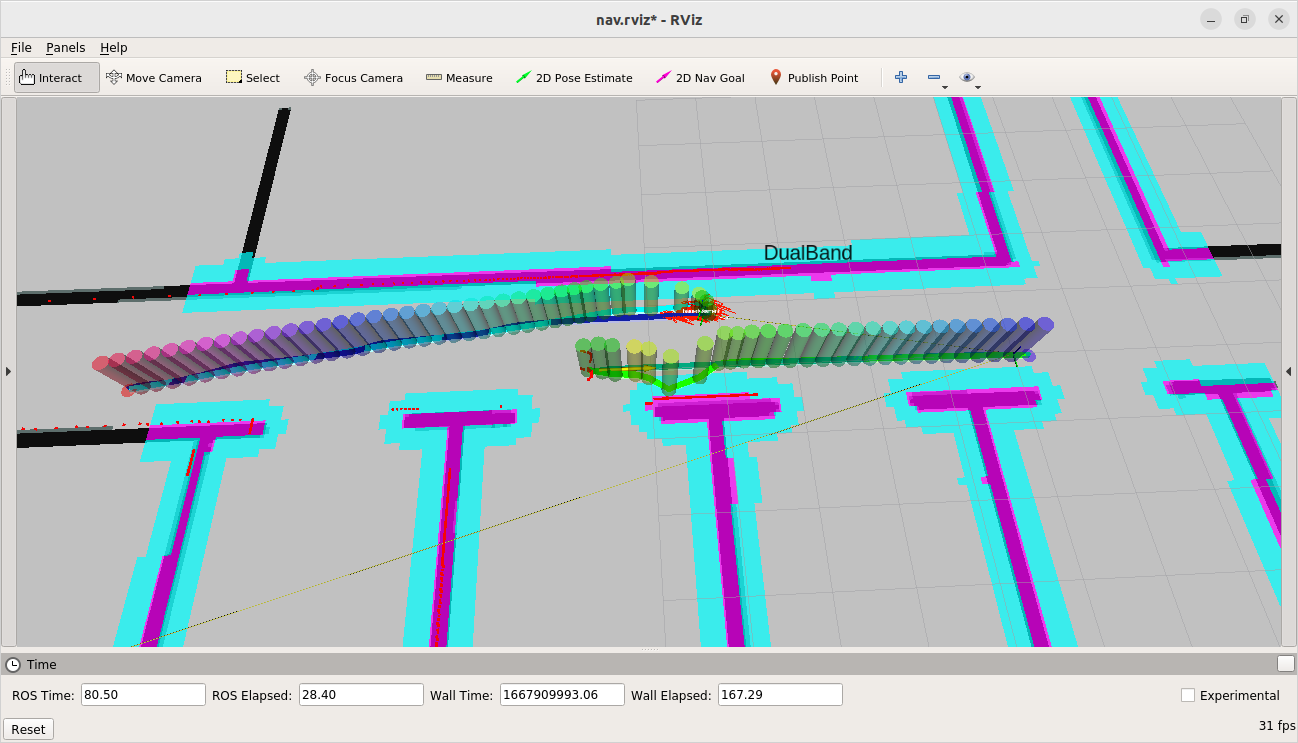 nav.rviz* - RViz
File Panels Help
Interact Move Camera Select Focus Camera Measure 2D Pose Estimate 2D Nav Goal Publish Point
DualBand
Time
ROS Time: 80.50 ROS Elapsed: 28.40 Wall Time: 1667909993.06 Wall Elapsed: 167.29 Experimental
Reset 31 fps